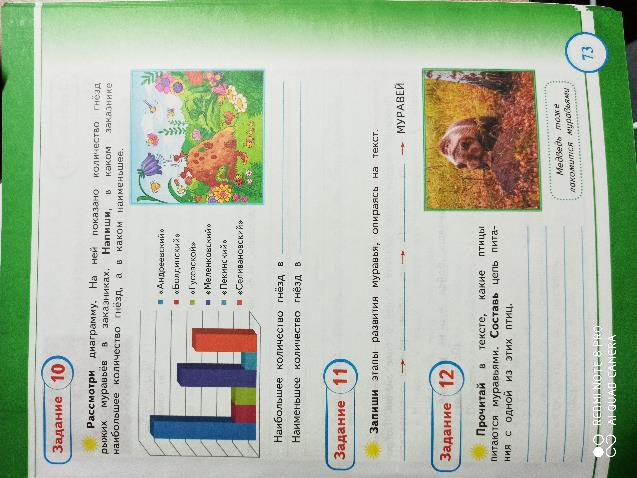 Задание 10
Рассмотри диаграмму. На ней показано количество гнёзд
рыжих муравьёв в заказниках. Напиши, в каком заказнике
наибольшее количество гнёзд, а в каком наименьшее.
«Андреевский»
«Болдинский»
«Гусевской»
«Меленковский»
«Пекинский»
«Селивановский»
Наибольшее количество гнёзд в
Наименьшее количество гнёзд в
Задание 11
Запиши этапы развития муравья, опираясь на текст.
МУРАВЕЙ
Задание 12
Прочитай в тексте, какие птицы
питаются муравьями. Составь цепь пита-
ния с одной из этих птиц.
Медведь тоже
лакомится муравьями
73
REDMI NOTE 8 PRO
AI QUAD CAMERA